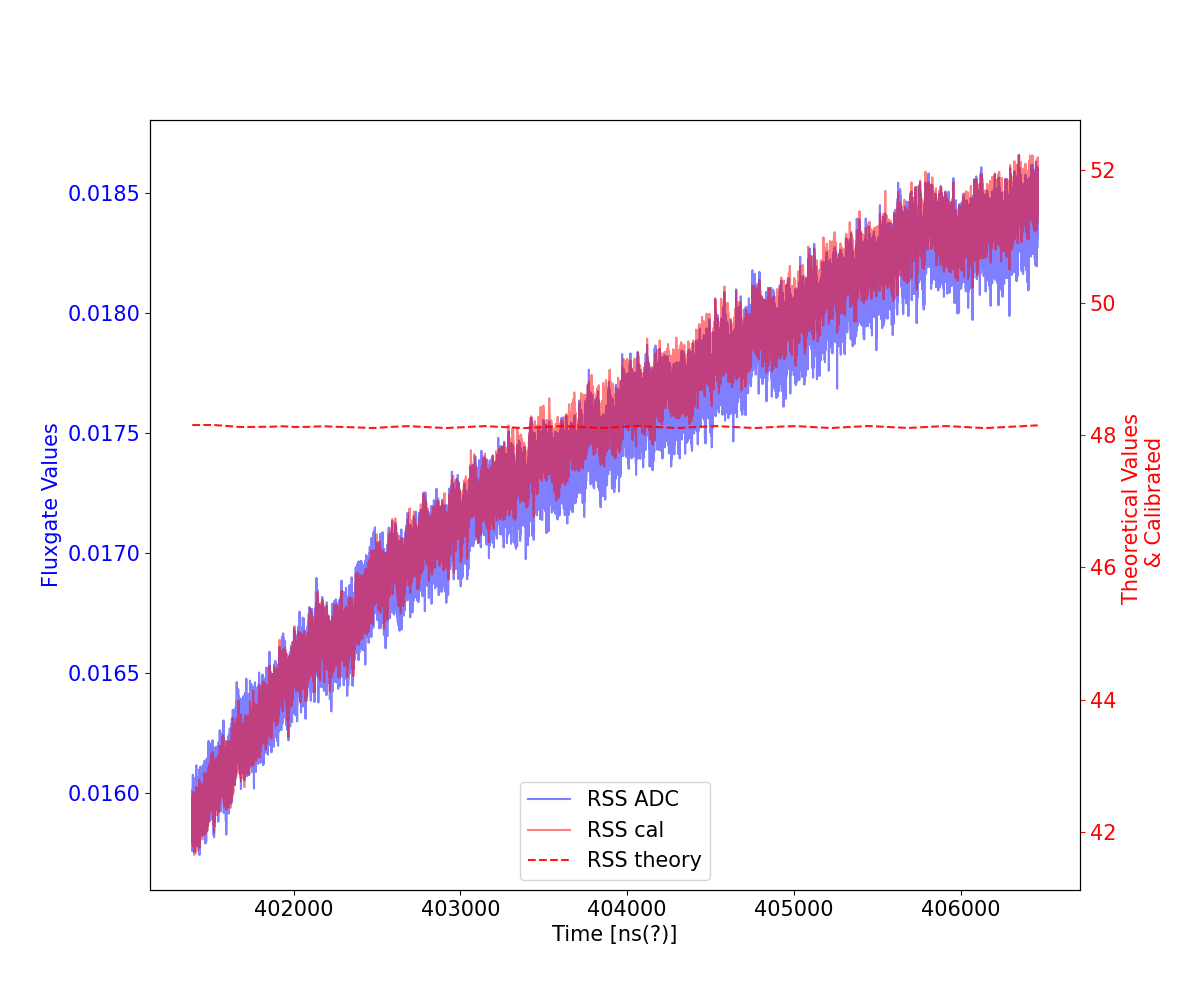 0.0185
0.0180
0.0175
0.0170
0.0165
0.0160
Fluxgate Values
52
50
48
46
44
42
Theoretical Values
& Calibrated
RSS ADC
RSS cal
RSS theory
402000 403000 404000 405000 406000
Time [ns(?)]